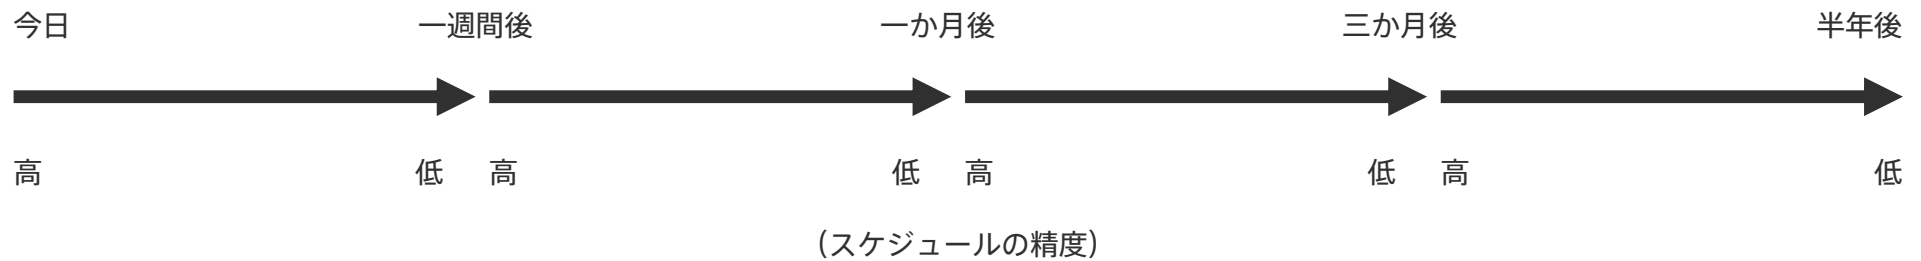 今日 一週間後 一か月後 三か月後 半年後
高 低 高 低 高 低 高 低
(スケジュールの精度)